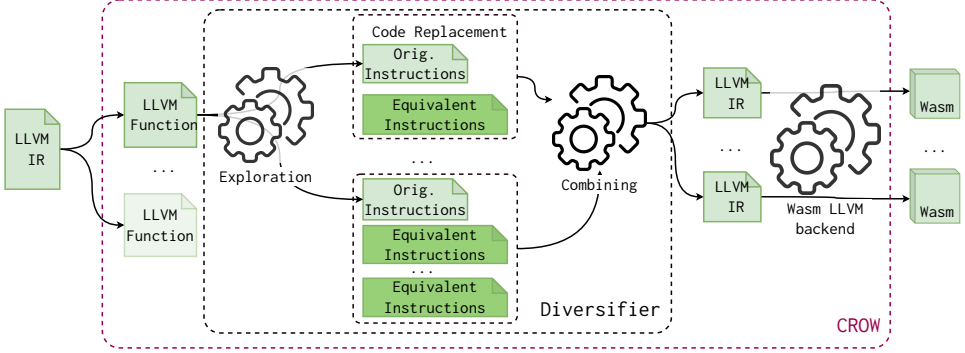 LLVM
IR
LLVM
Function
...
LLVM
Function
Exploration
Code Replacement
Orig.
Instructions
Equivalent
Instructions
...
Orig.
Instructions
Equivalent
Instructions
...
Equivalent
Instructions
Combining
Diversifier
LLVM
IR
...
LLVM
IR
Wasm LLVM
backend
CROW
Wasm
...
Wasm